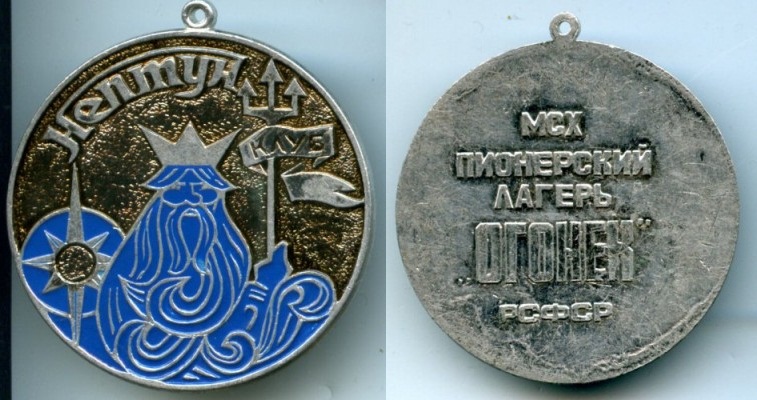 Нептун
КЛУБ
МСХ
ПИОНЕРСКИЙ
ЛАГЕРЬ
„ОГОНЕК"
РСФСР